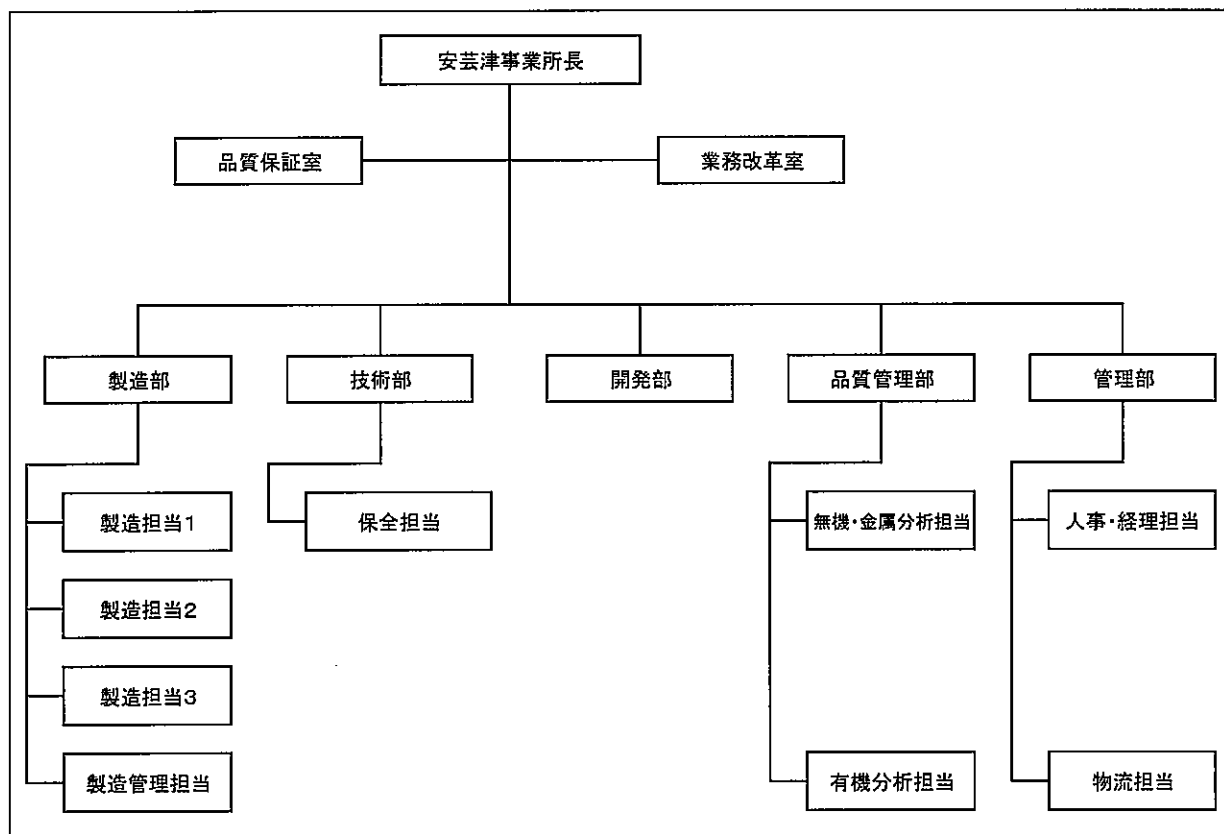 安芸津事業所長
品質保証室
業務改革室
製造部
技術部
開発部
品質管理部
管理部
製造担当1
保全担当
無機・金属分析担当
人事・経理担当
製造担当2
製造担当3
製造管理担当
有機分析担当
物流担当